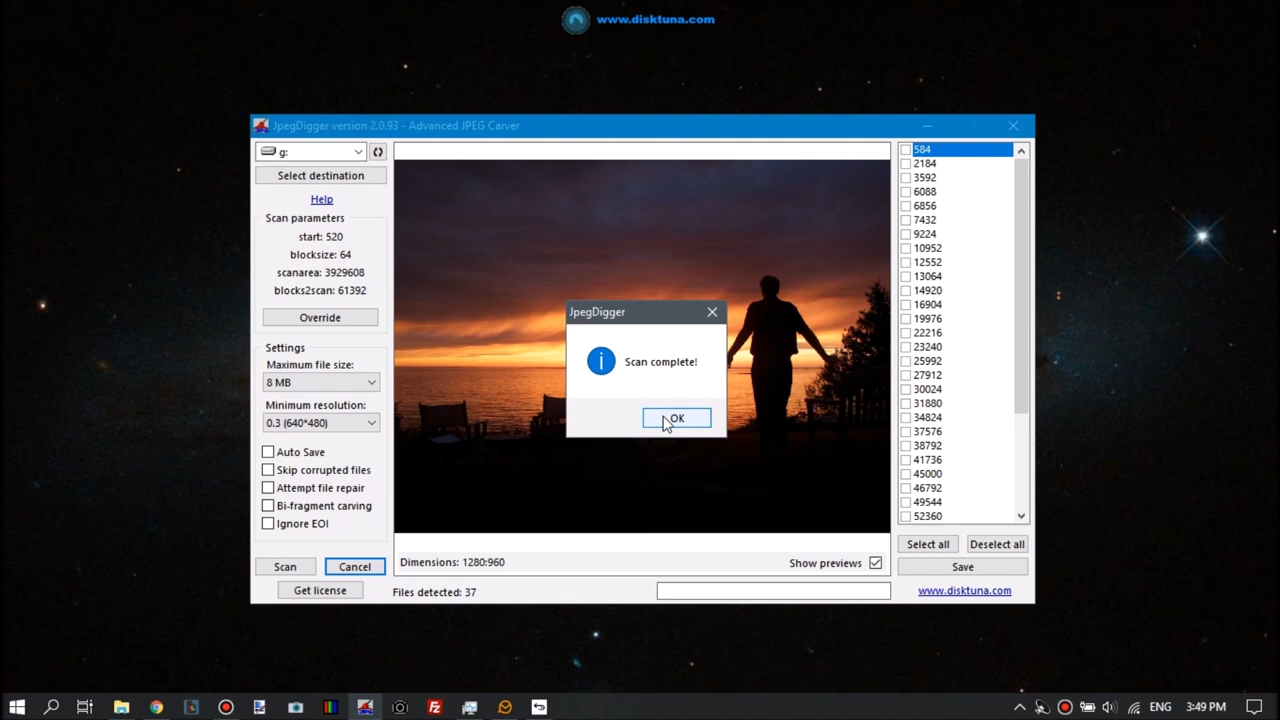 www.disktuna.com
JpegDigger version 2.0.93 - Advanced JPEG Carver
g:
Select destination
Help
Scan parameters
start: 520
blocksize: 64
scanarea: 3929608
blocks2scan: 61392
Override
Settings
Maximum file size:
8 MB
Minimum resolution:
0.3 (640*480)
Auto Save
Skip corrupted files
Attempt file repair
Bi-fragment carving
Ignore EOI
Scan
Cancel
Get license
JpegDigger
Scan complete!
OK
Dimensions: 1280:960
Show previews
Files detected: 37
584
2184
3592
6088
6856
7432
9224
10952
12552
13064
14920
16904
19976
22216
23240
25992
27912
30024
31880
34824
37576
38792
41736
45000
46792
49544
52360
Select all
Deselect all
Save
www.disktuna.com
ENG
3:49 PM